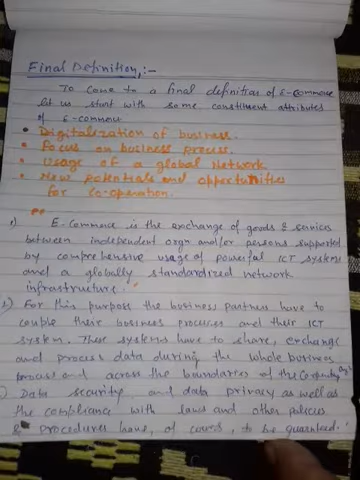 Final Definition,:-
To come to a final definition of E-Commerce
let us start with some constituent attributes
of E-commerce
• Digitalization of business.
• Focus on business process.
• Usage of a global Network
• New potentials and opportunities
for co-operation.
1) E-Commerce is the exchange of goods & services
between independent orgn and/or persons supported
by comprehensive usage of powerful ICT systems
and a globally standardized network
infrastructure.
2) For this purpose the business partners have to
couple their business processes and their ICT
system. These systems have to share, exchange
and process data during the whole business
process and across the boundaries of the
Data security and data privacy as well as
the compliance with laws and other policies
& procedures have, of course, to be guaranteed.